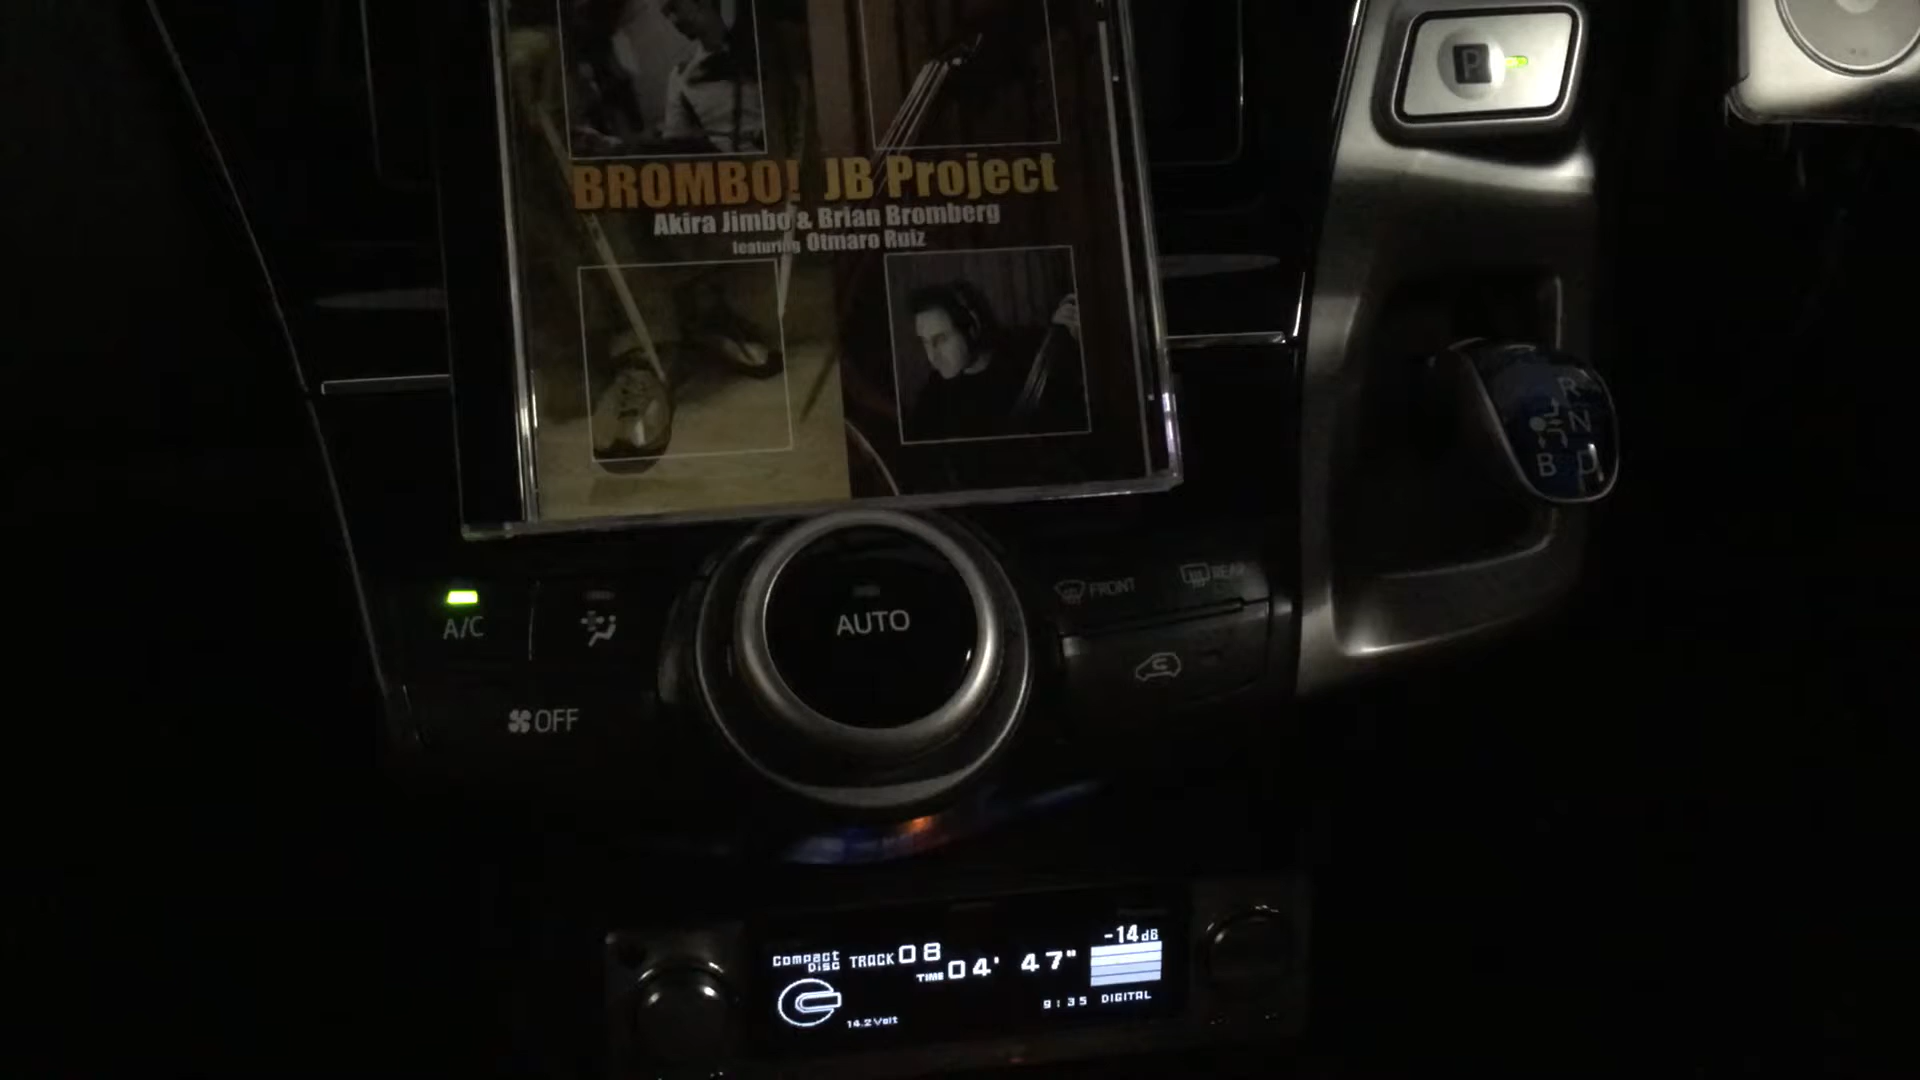 P
BROMBO! JB Project
Akira Jimbo & Brian Bromberg
featuring Otmaro Ruiz
R
N
B D
A/C
AUTO
FRONT
REAR
OFF
Compact Disc TRACK 08
TIME 04' 47"
-14dB
9:35 DIGITAL
14.2Volt